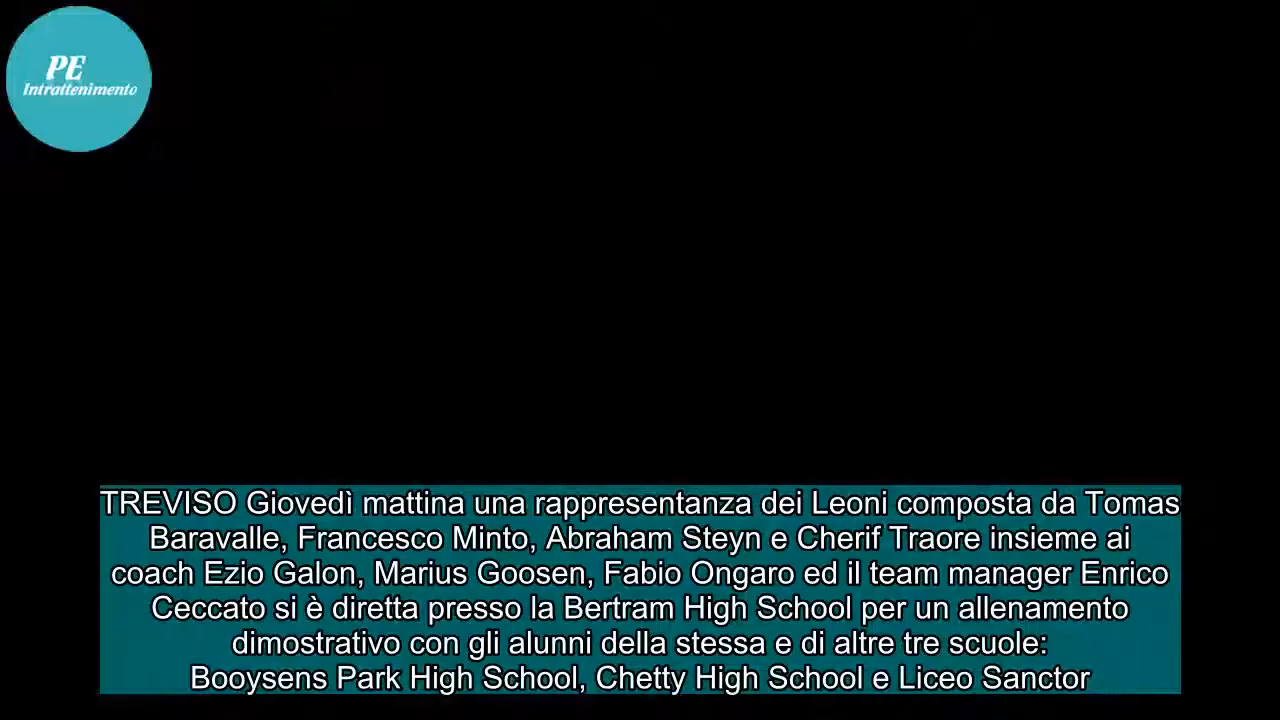 PE
Intrattenimento
TREVISO Giovedì mattina una rappresentanza dei Leoni composta da Tomas
Baravalle, Francesco Minto, Abraham Steyn e Cherif Traore insieme ai
coach Ezio Galon, Marius Goosen, Fabio Ongaro ed il team manager Enrico
Ceccato si è diretta presso la Bertram High School per un allenamento
dimostrativo con gli alunni della stessa e di altre tre scuole:
Booysens Park High School, Chetty High School e Liceo Sanctor